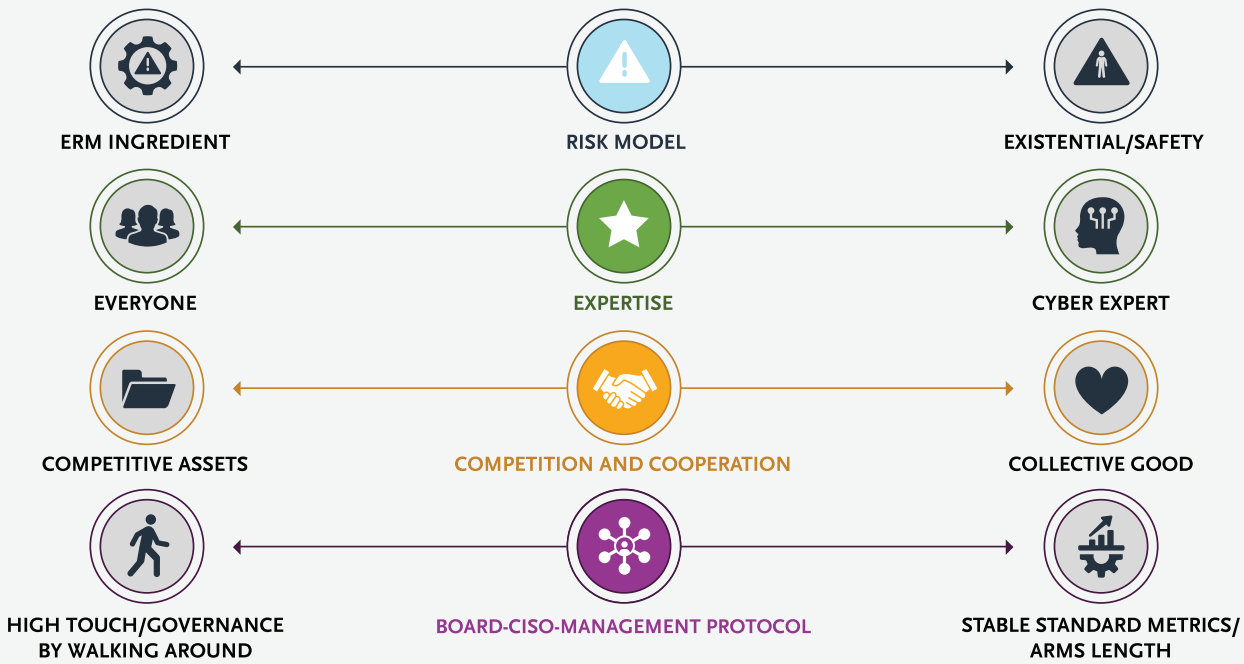 ERM INGREDIENT
RISK MODEL
EXISTENTIAL/SAFETY
EVERYONE
EXPERTISE
CYBER EXPERT
COMPETITIVE ASSETS
COMPETITION AND COOPERATION
COLLECTIVE GOOD
HIGH TOUCH/GOVERNANCE
BY WALKING AROUND
BOARD-CISO-MANAGEMENT PROTOCOL
STABLE STANDARD METRICS/
ARMS LENGTH